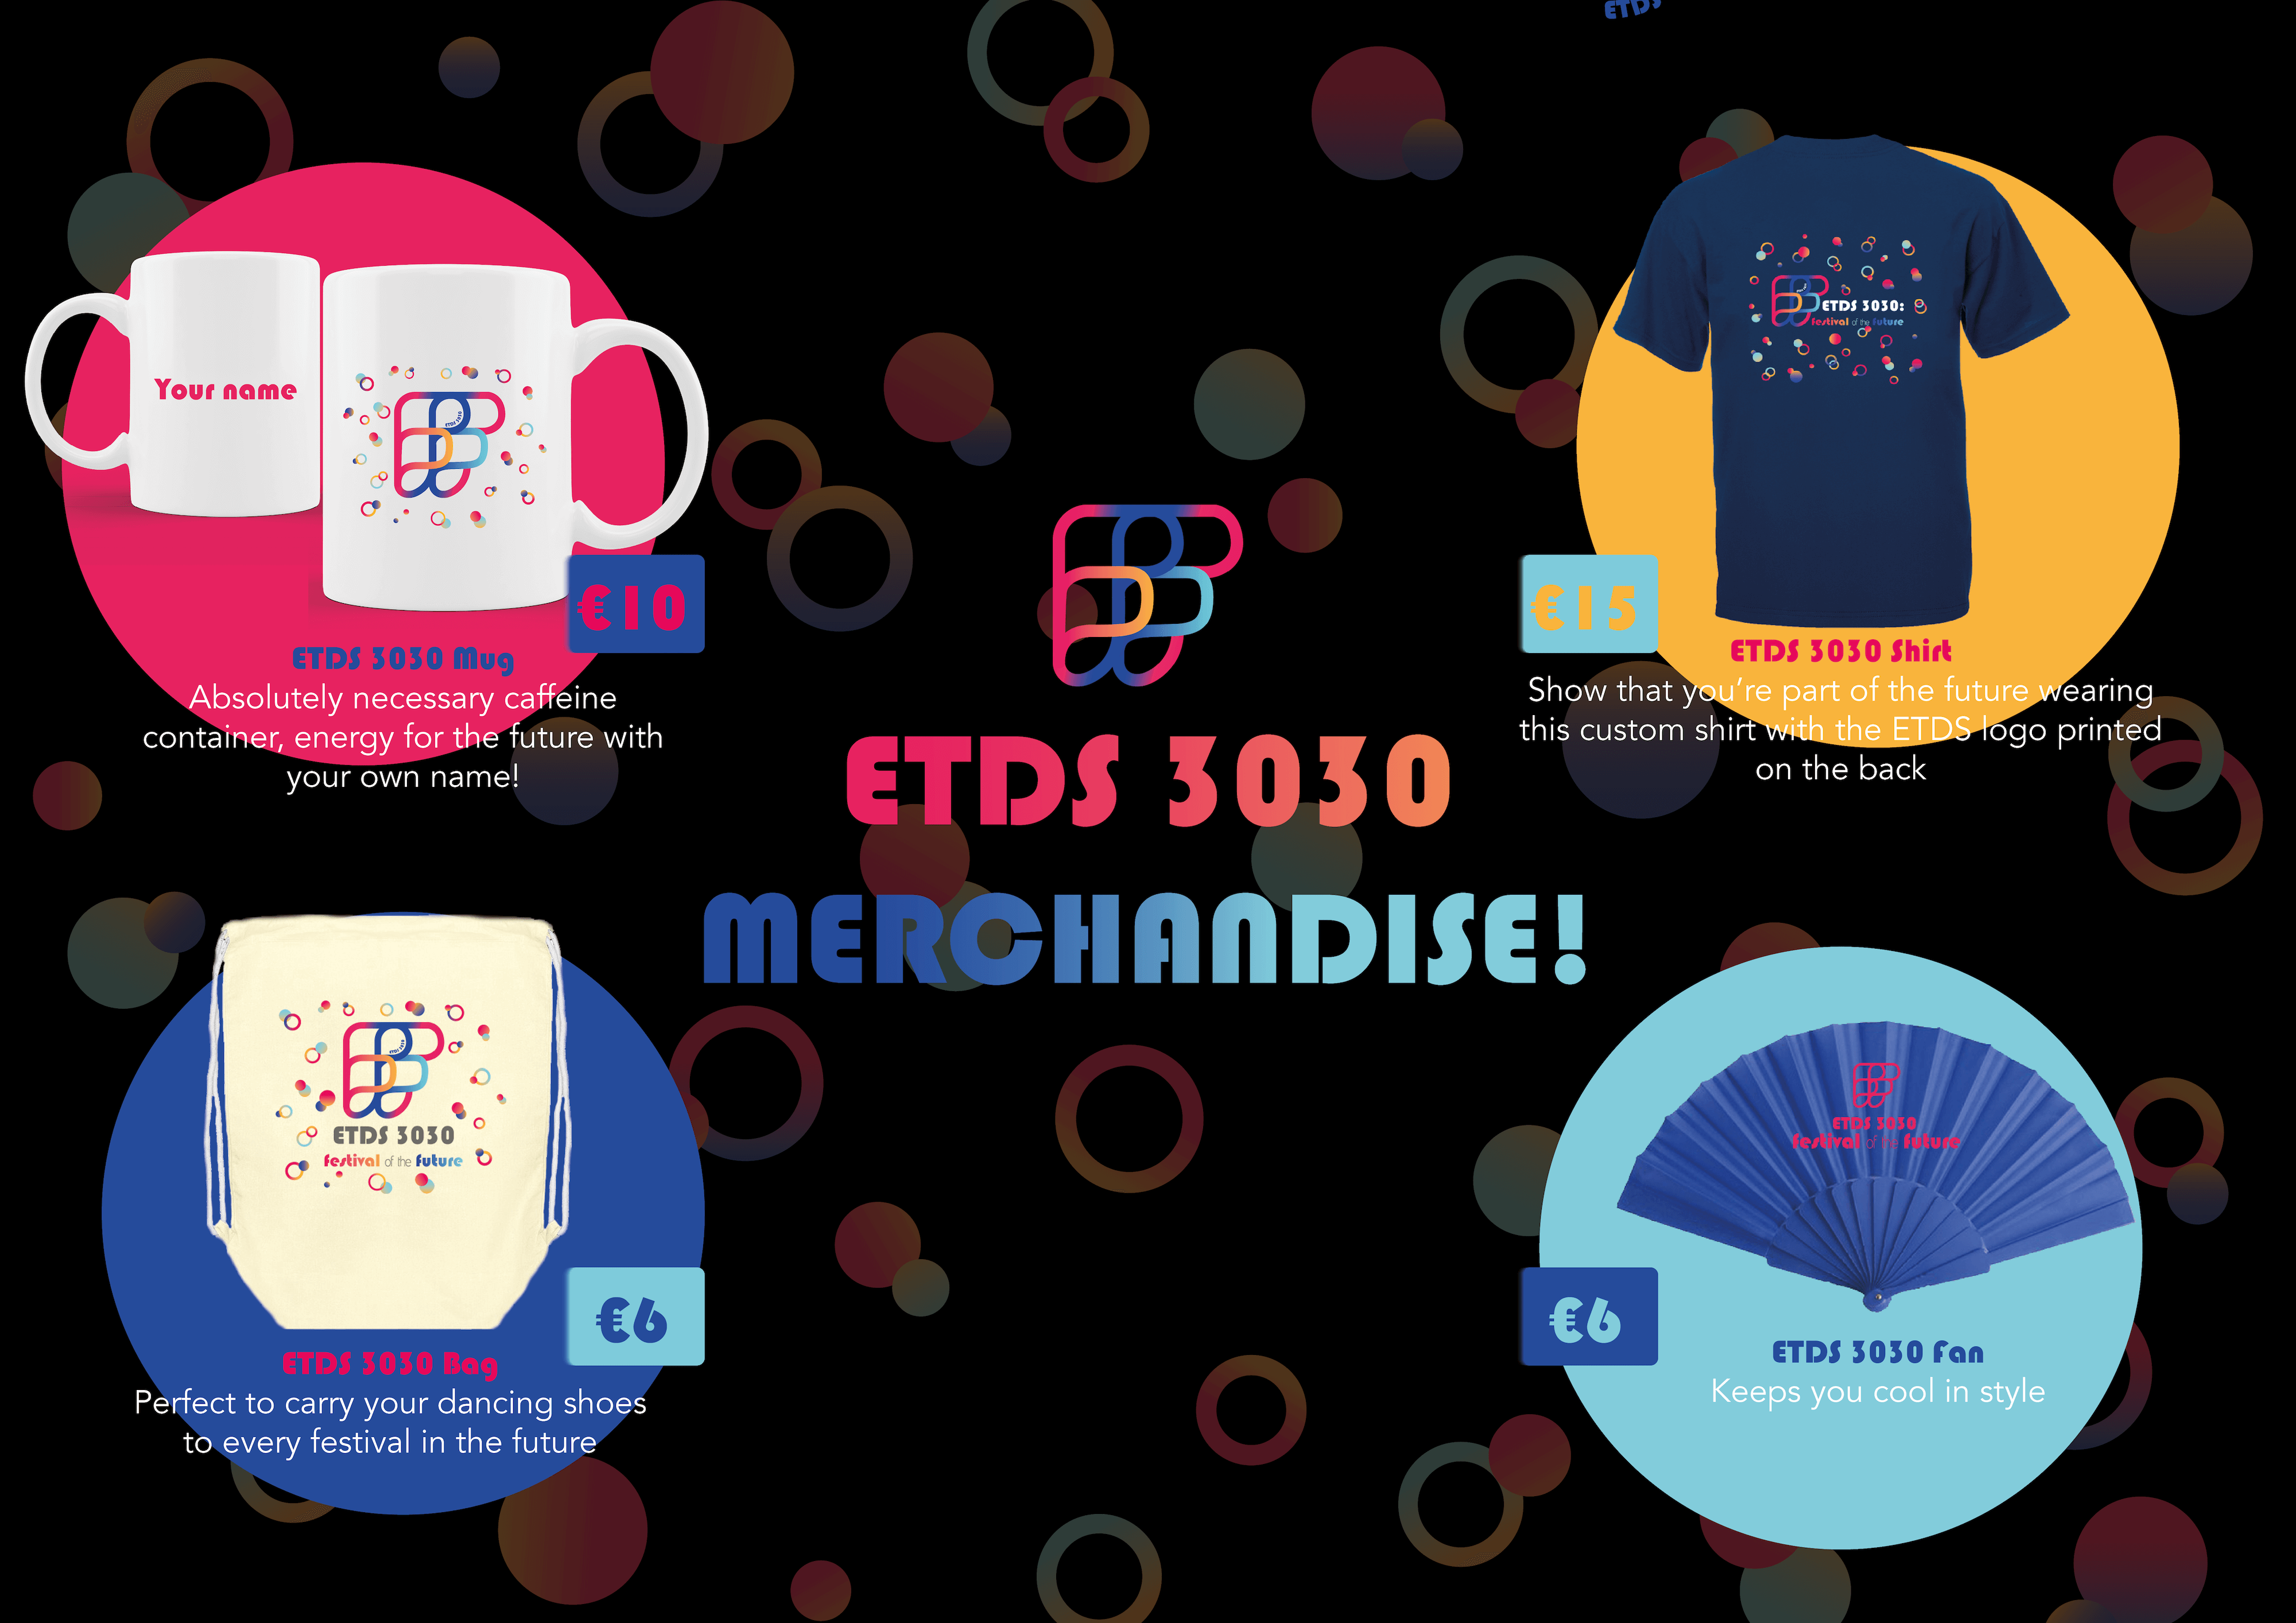 ETDS
Your name
€10
ETDS 3030 Mug
Absolutely necessary caffeine
container, energy for the future with
your own name!
ETDS 3030:
festival of the future
€15
ETDS 3030 Shirt
Show that you're part of the future wearing
this custom shirt with the ETDS logo printed
on the back
ETDS 3030
MERCHANDISE!
ETDS 3030
festival of the future
€6
ETDS 3030 Bag
Perfect to carry your dancing shoes
to every festival in the future
ETDS 3030
festival of the future
€6
ETDS 3030 Fan
Keeps you cool in style